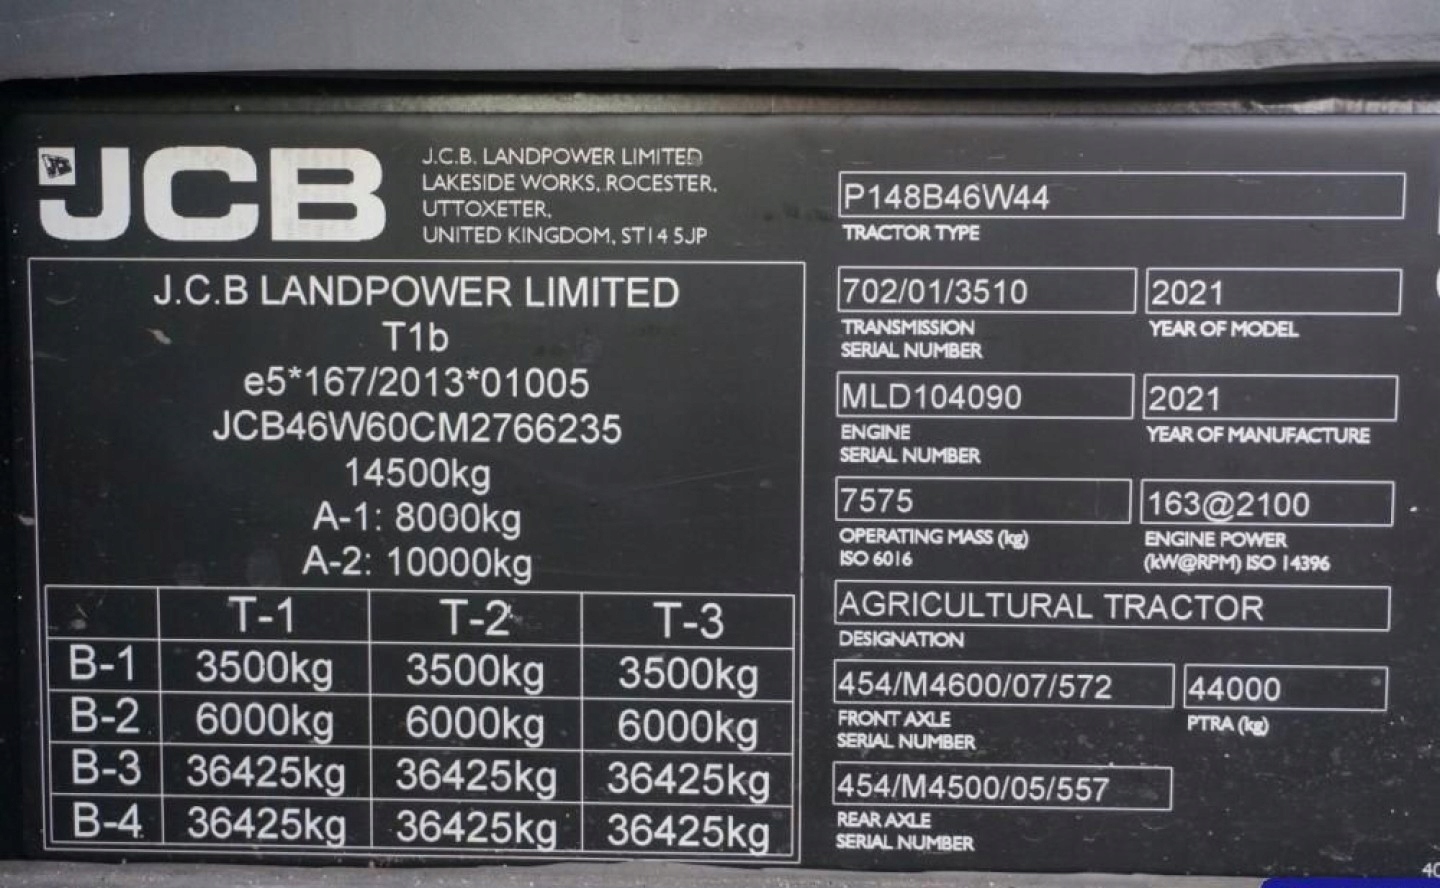 JCB
J.C.B. LANDPOWER LIMITED
LAKESIDE WORKS, ROCESTER,
UTTOXETER,
UNITED KINGDOM, ST14 5JP
J.C.B LANDPOWER LIMITED
T1b
e5*167/2013*01005
JCB46W60CM2766235
14500kg
A-1: 8000kg
A-2: 10000kg
T-1 T-2 T-3
B-1 3500kg 3500kg 3500kg
B-2 6000kg 6000kg 6000kg
B-3 36425kg 36425kg 36425kg
B-4 36425kg 36425kg 36425kg
P148B46W44
TRACTOR TYPE
702/01/3510 2021
TRANSMISSION YEAR OF MODEL
SERIAL NUMBER
MLD104090 2021
ENGINE YEAR OF MANUFACTURE
SERIAL NUMBER
7575 163@2100
OPERATING MASS (kg) ENGINE POWER
ISO 6016 (kW@RPM) ISO 14396
AGRICULTURAL TRACTOR
DESIGNATION
454/M4600/07/572 44000
FRONT AXLE PTRA (kg)
SERIAL NUMBER
454/M4500/05/557
REAR AXLE
SERIAL NUMBER